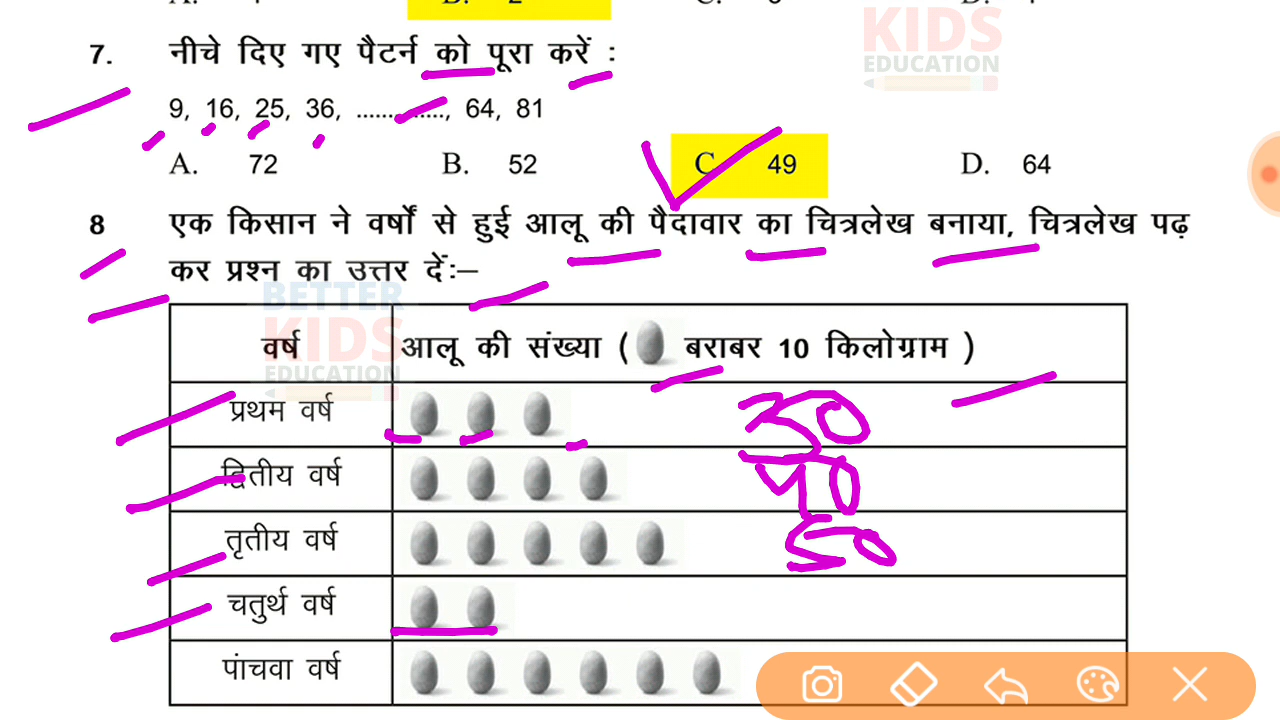 KIDS
EDUCATION
7. नीचे दिए गए पैटर्न को पूरा करें :
9, 16, 25, 36, .............., 64, 81
A. 72 B. 52 C 49 D. 64
8 एक किसान ने वर्षों से हुई आलू की पैदावार का चित्रलेख बनाया, चित्रलेख पढ़
कर प्रश्न का उत्तर दें:–
BETTER
KIDS
EDUCATION
वर्ष आलू की संख्या ( बराबर 10 किलोग्राम )
प्रथम वर्ष 30
द्वितीय वर्ष 40
तृतीय वर्ष 50
चतुर्थ वर्ष
पांचवा वर्ष